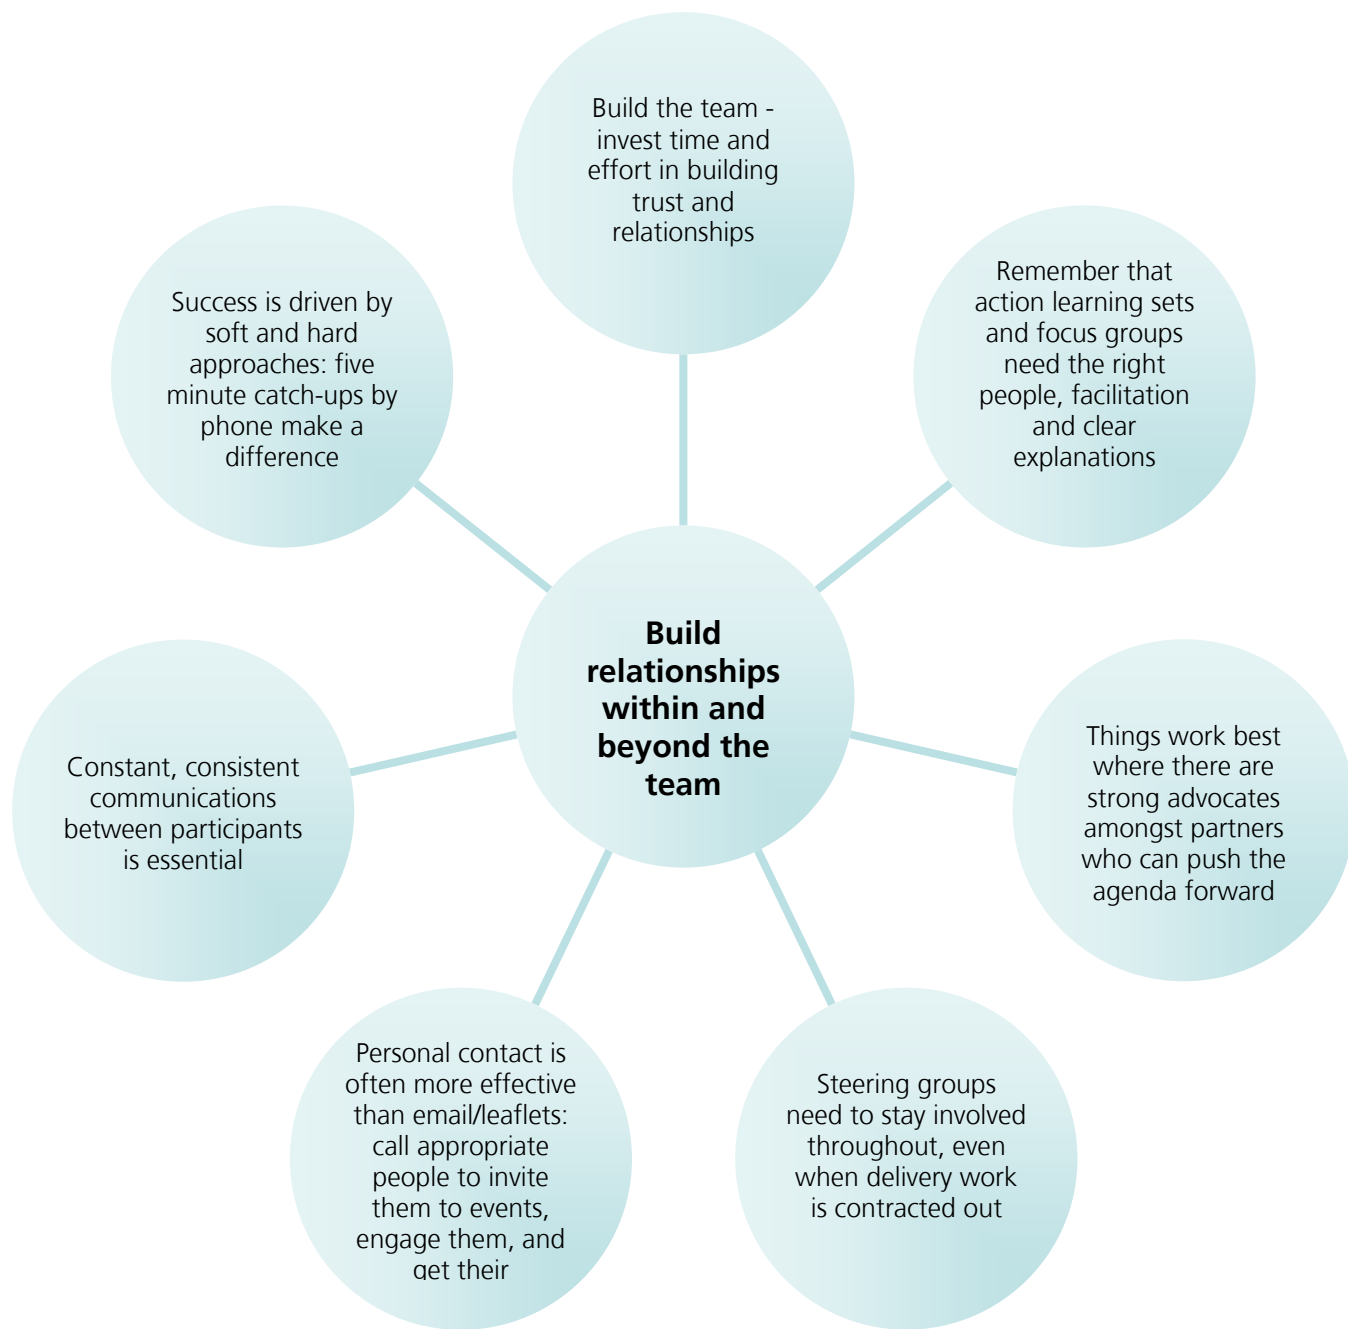 Build the team -
invest time and
effort in building
trust and
relationships
Remember that
action learning sets
and focus groups
need the right
people, facilitation
and clear
explanations
Things work best
where there are
strong advocates
amongst partners
who can push the
agenda forward
Steering groups
need to stay involved
throughout, even
when delivery work
is contracted out
Personal contact is
often more effective
than email/leaflets:
call appropriate
people to invite
them to events,
engage them, and
get their
Constant, consistent
communications
between participants
is essential
Success is driven by
soft and hard
approaches: five
minute catch-ups by
phone make a
difference
Build
relationships
within and
beyond the
team